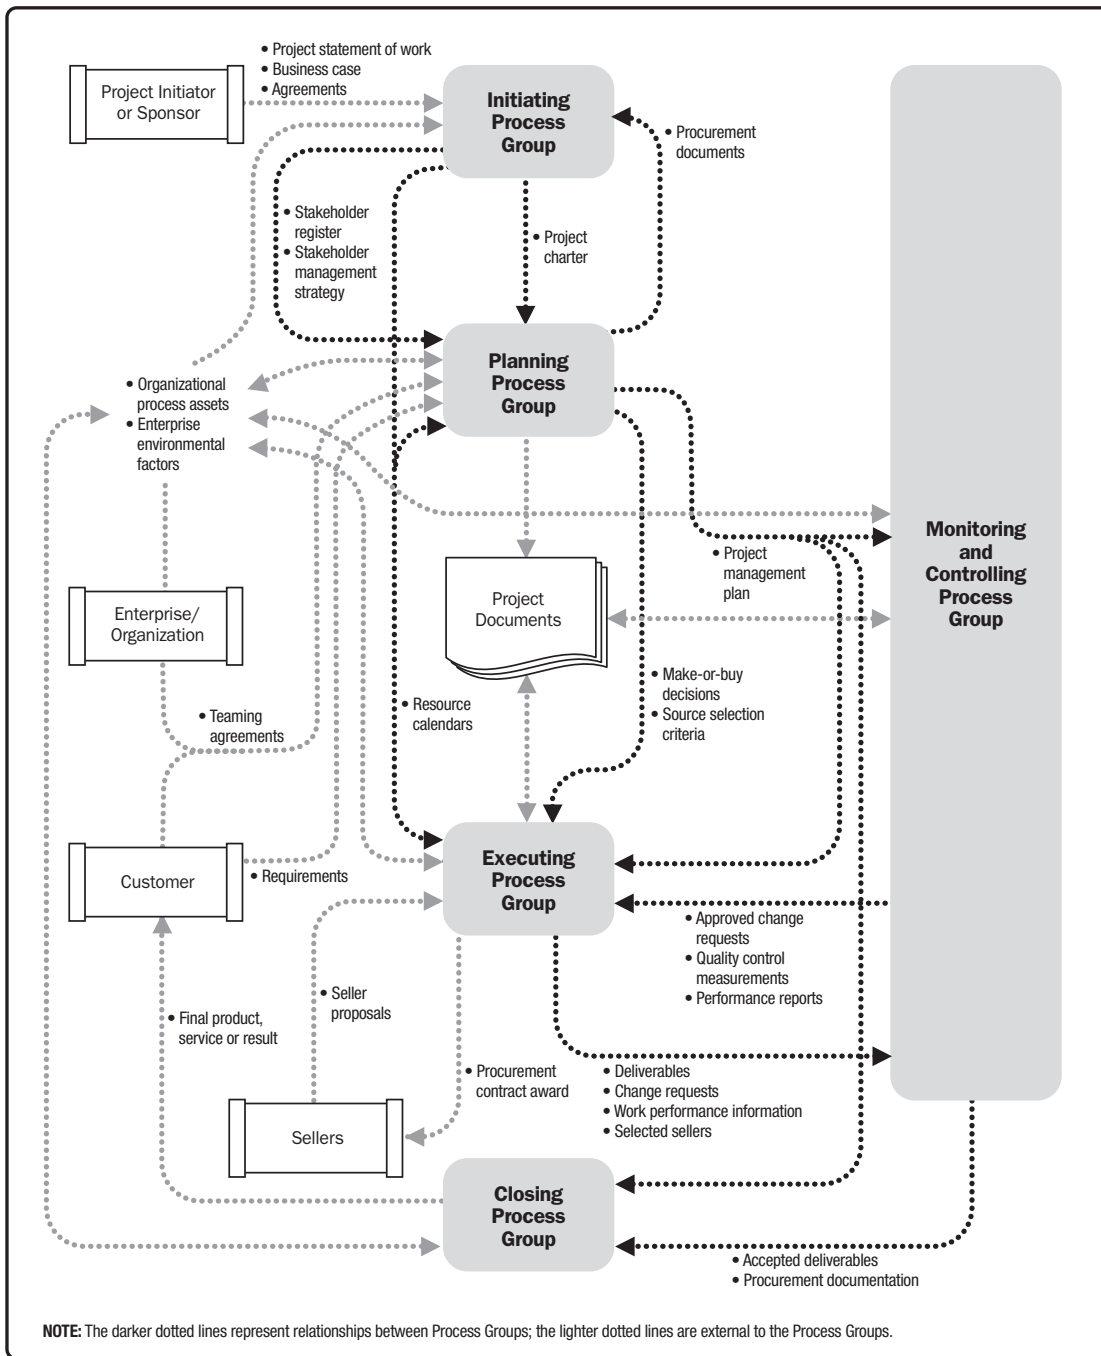 • Project statement of work
• Business case
• Agreements
Project Initiator
or Sponsor
Initiating
Process
Group
• Procurement
documents
• Stakeholder
register
• Stakeholder
management
strategy
• Project
charter
Planning
Process
Group
• Organizational
process assets
• Enterprise
environmental
factors
Monitoring
and
Controlling
Process
Group
• Project
management
plan
Project
Documents
Enterprise/
Organization
• Make-or-buy
decisions
• Source selection
criteria
• Resource
calendars
• Teaming
agreements
Executing
Process
Group
Customer
• Requirements
• Approved change
requests
• Quality control
measurements
• Performance reports
• Seller
proposals
• Final product,
service or result
• Procurement
contract award
• Deliverables
• Change requests
• Work performance information
• Selected sellers
Sellers
Closing
Process
Group
• Accepted deliverables
• Procurement documentation
NOTE: The darker dotted lines represent relationships between Process Groups; the lighter dotted lines are external to the Process Groups.